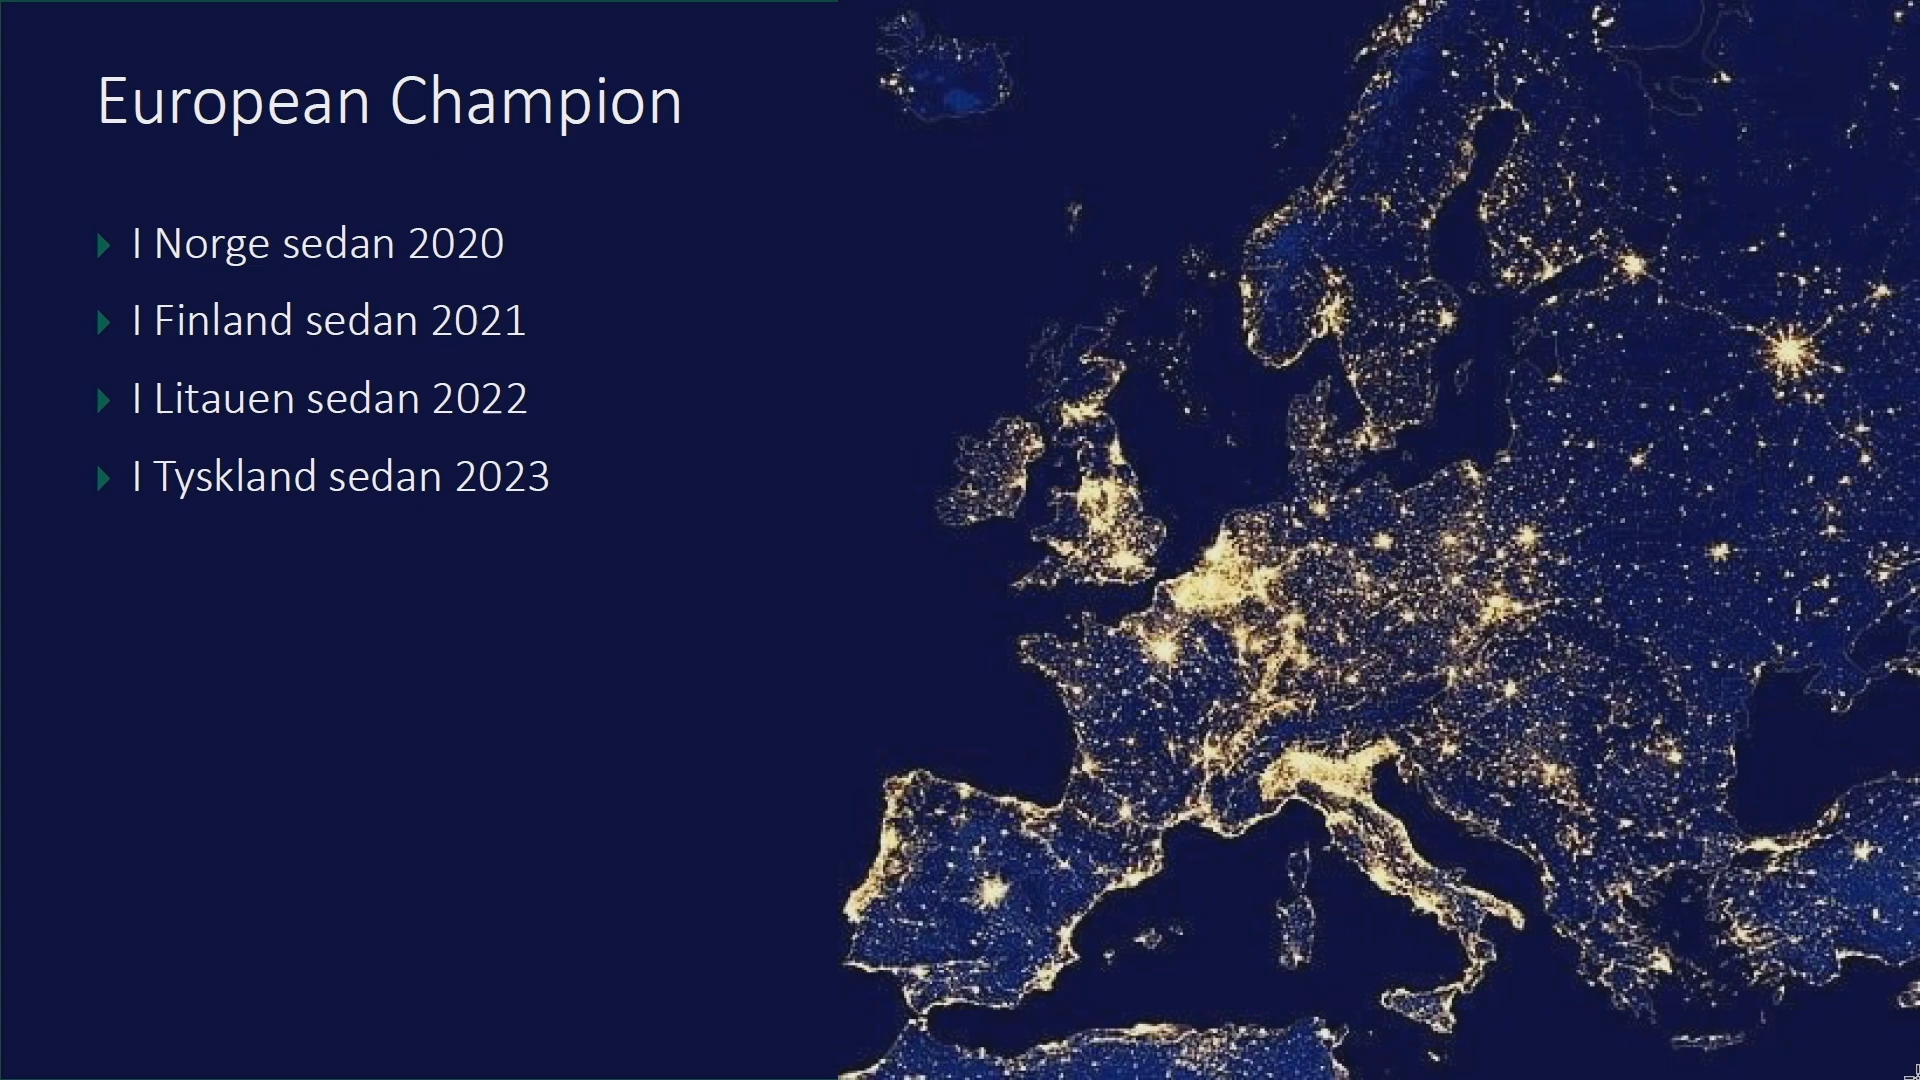 European Champion
I Norge sedan 2020
I Finland sedan 2021
I Litauen sedan 2022
I Tyskland sedan 2023